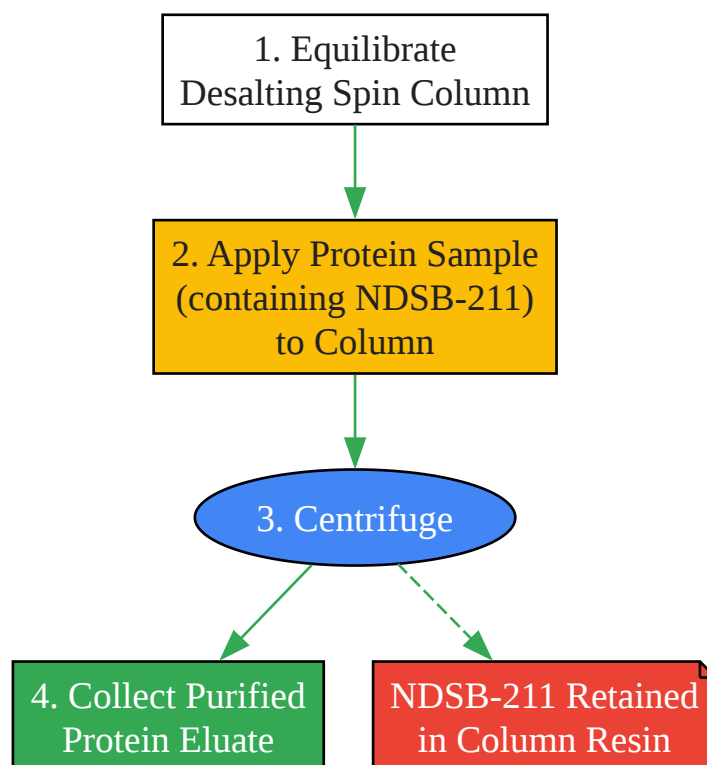 1. Equilibrate
Desalting Spin Column
2. Apply Protein Sample
(containing NDSB-211)
to Column
3. Centrifuge
4. Collect Purified
Protein Eluate
NDSB-211 Retained
in Column Resin